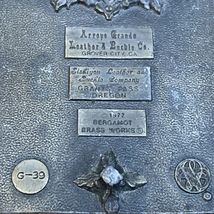 Arroyo Grande
Leather & Buckle Co.
GROVER CITY, CA.
Siskiyou Leather and
Buckle Company
GRANTS PASS
OREGON
© 1977
BERGAMOT
BRASS WORKS ®
G-39